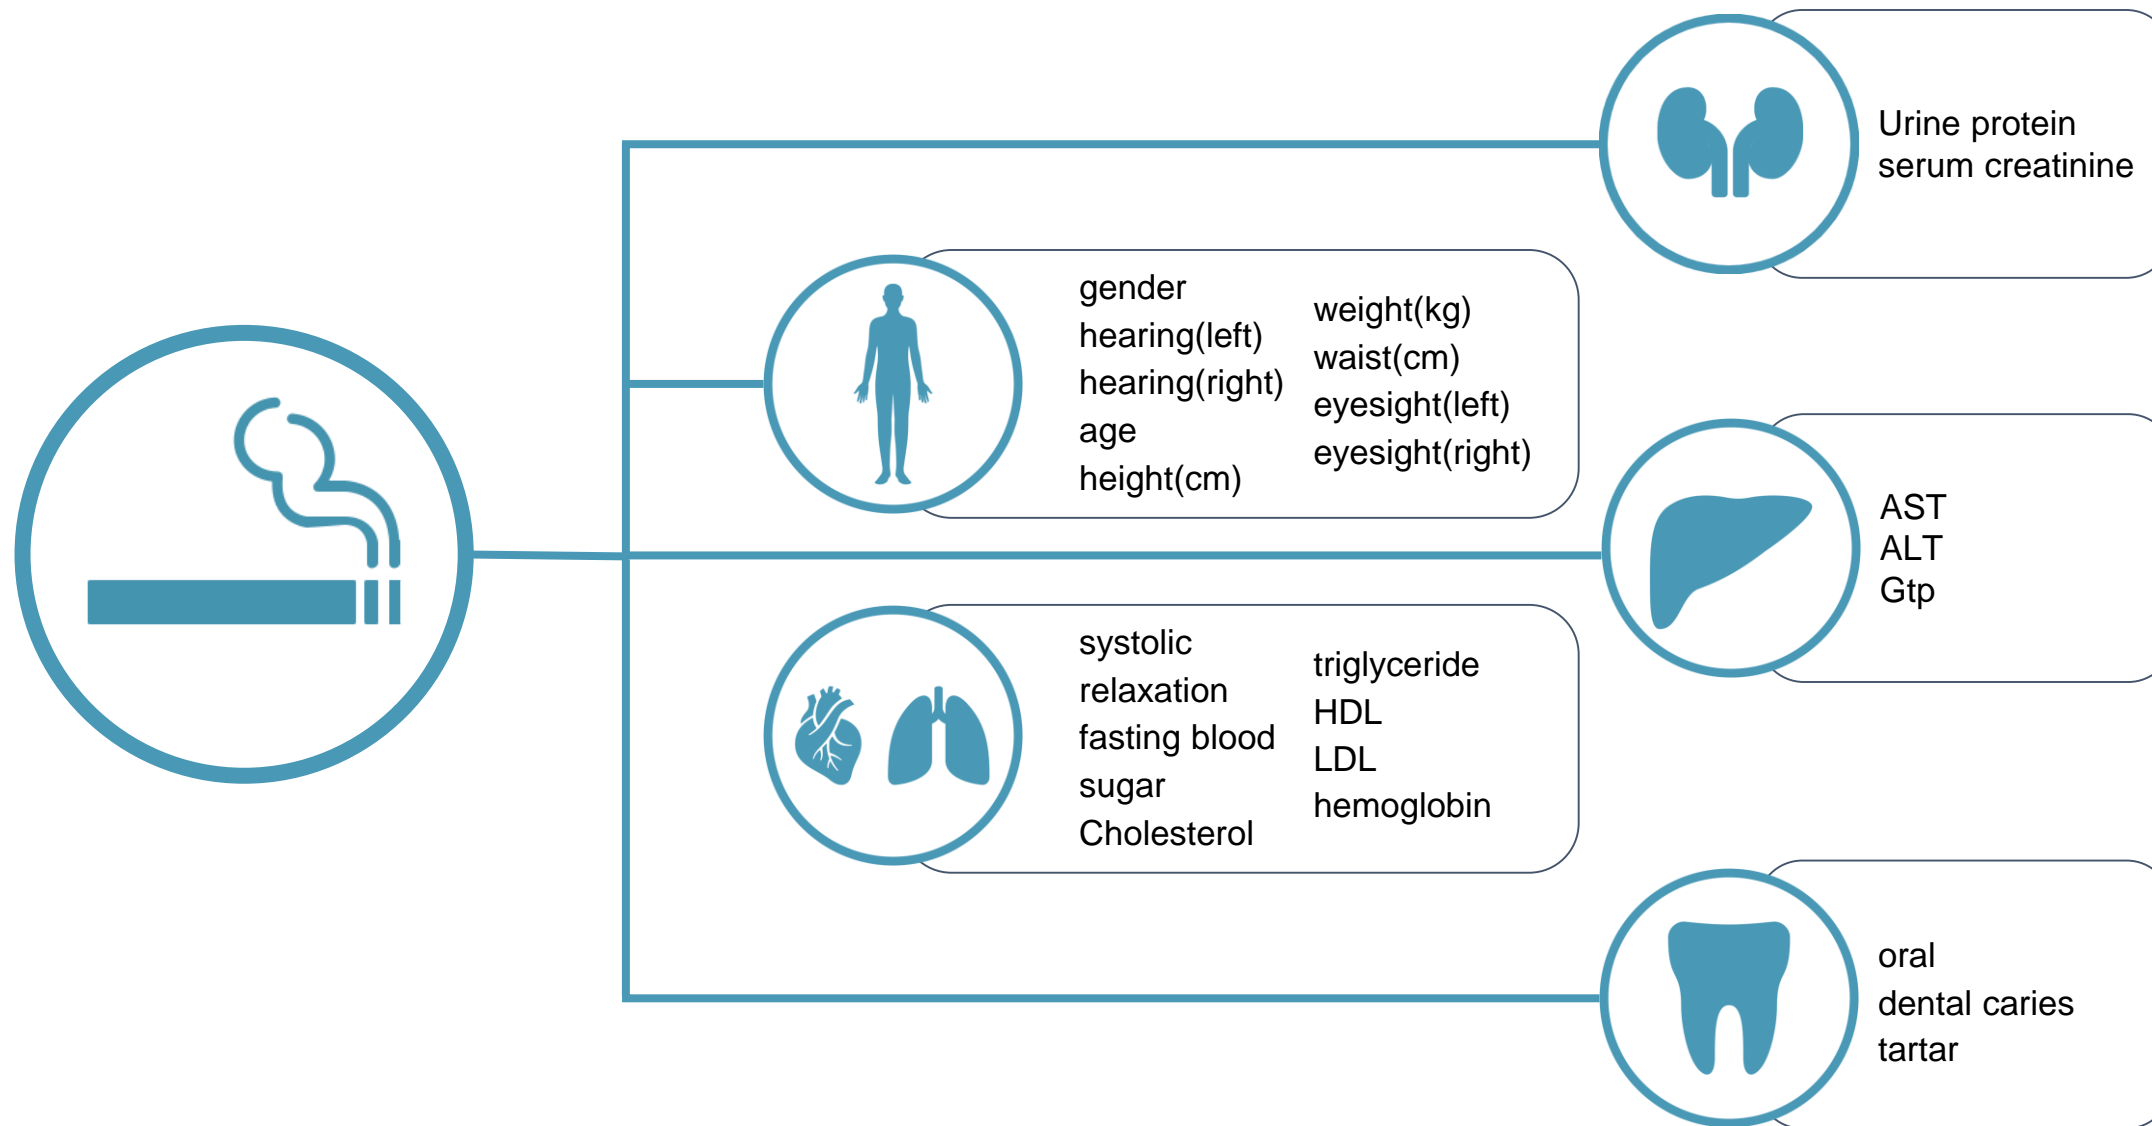 Urine protein
serum creatinine
gender
hearing(left)
hearing(right)
age
height(cm)
weight(kg)
waist(cm)
eyesight(left)
eyesight(right)
AST
ALT
Gtp
systolic
relaxation
fasting blood
sugar
Cholesterol
triglyceride
HDL
LDL
hemoglobin
oral
dental caries
tartar